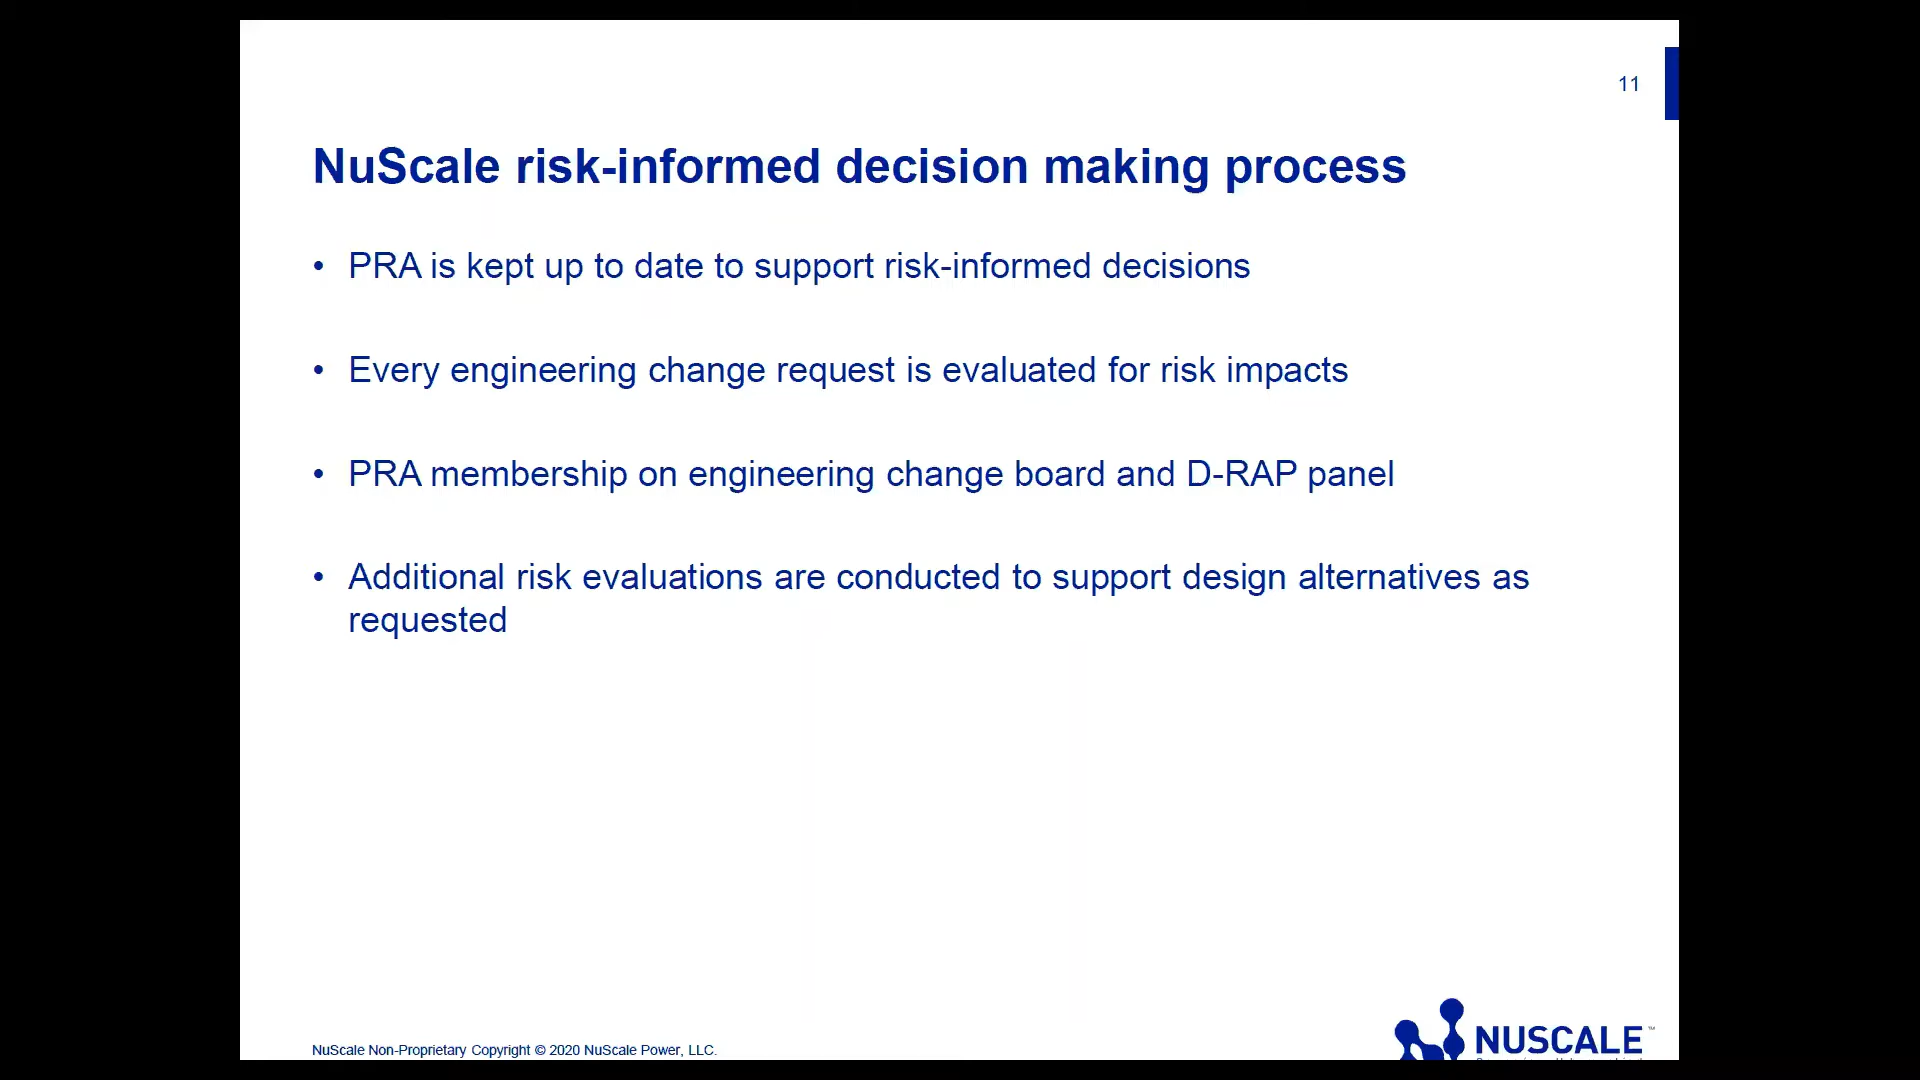 11
NuScale risk-informed decision making process
• PRA is kept up to date to support risk-informed decisions
• Every engineering change request is evaluated for risk impacts
• PRA membership on engineering change board and D-RAP panel
• Additional risk evaluations are conducted to support design alternatives as
requested
NuScale Non-Proprietary Copyright © 2020 NuScale Power, LLC.
NUSCALE™